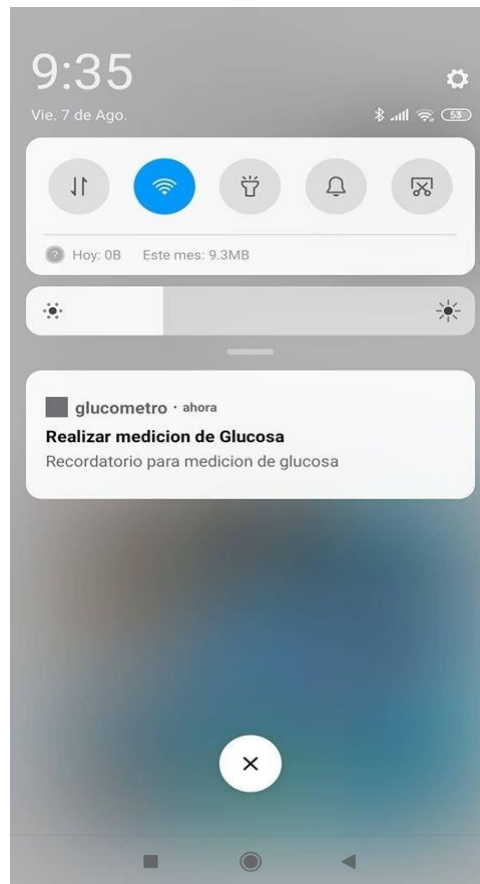 9:35
Vie. 7 de Ago.
53
Hoy: 0B Este mes: 9.3MB
glucometro · ahora
Realizar medicion de Glucosa
Recordatorio para medicion de glucosa